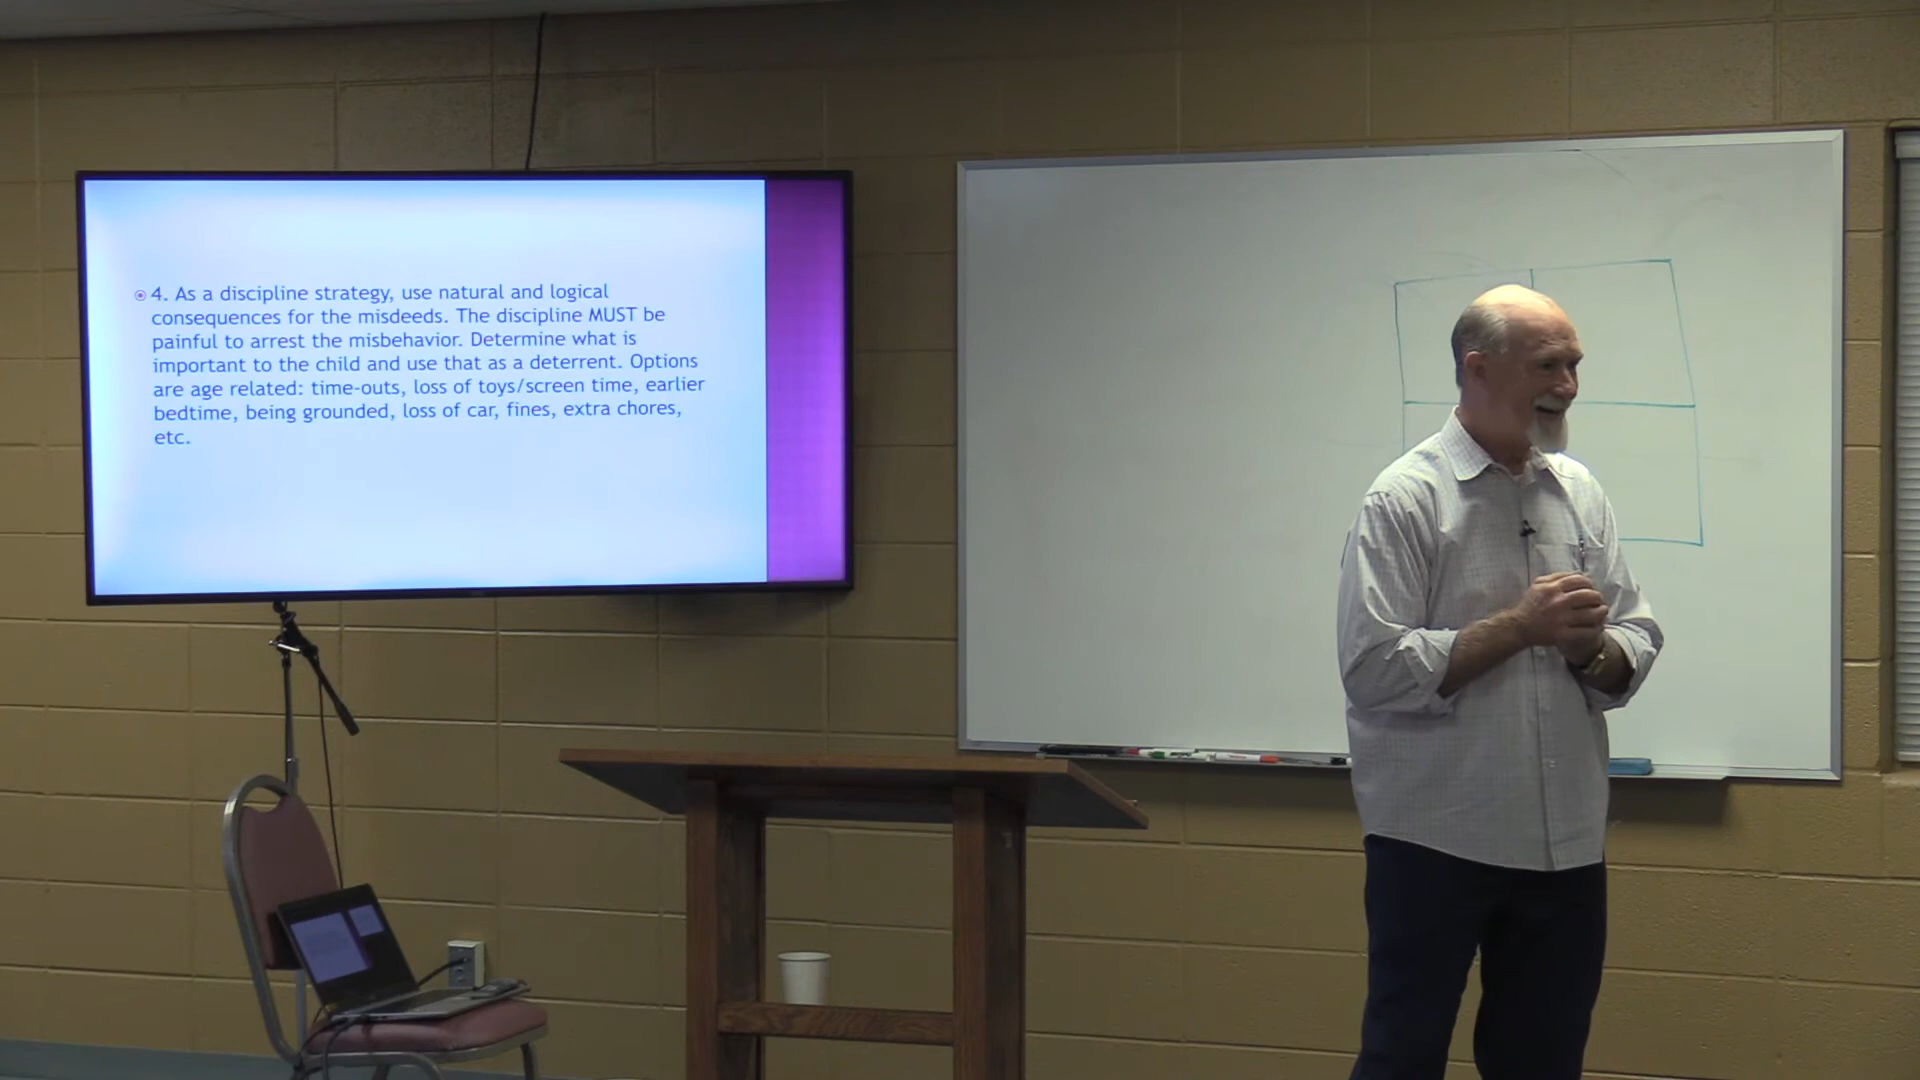 4. As a discipline strategy, use natural and logical
consequences for the misdeeds. The discipline MUST be
painful to arrest the misbehavior. Determine what is
important to the child and use that as a deterrent. Options
are age related: time-outs, loss of toys/screen time, earlier
bedtime, being grounded, loss of car, fines, extra chores,
etc.